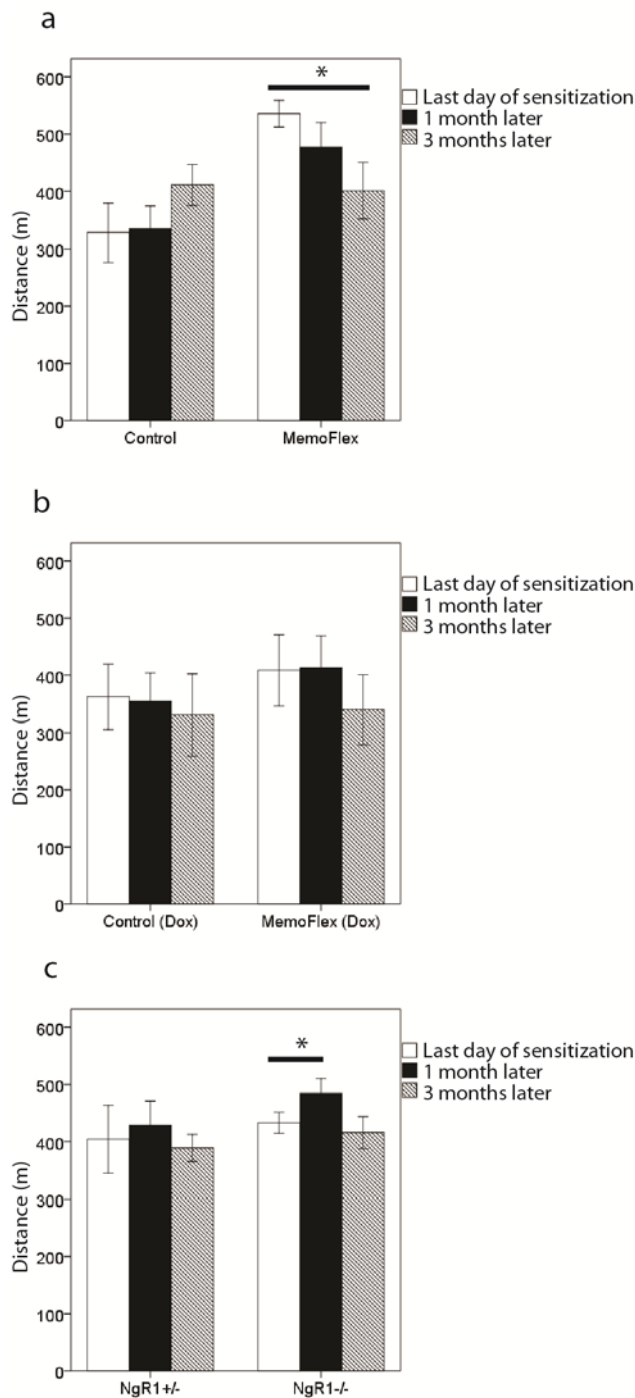 a
*
600
500
400
300
200
100
0
Distance (m)
Control
MemoFlex
Last day of sensitization
1 month later
3 months later
b
600
500
400
300
200
100
0
Distance (m)
Control (Dox)
MemoFlex (Dox)
Last day of sensitization
1 month later
3 months later
c
*
600
500
400
300
200
100
0
Distance (m)
NgR1+/-
NgR1-/-
Last day of sensitization
1 month later
3 months later